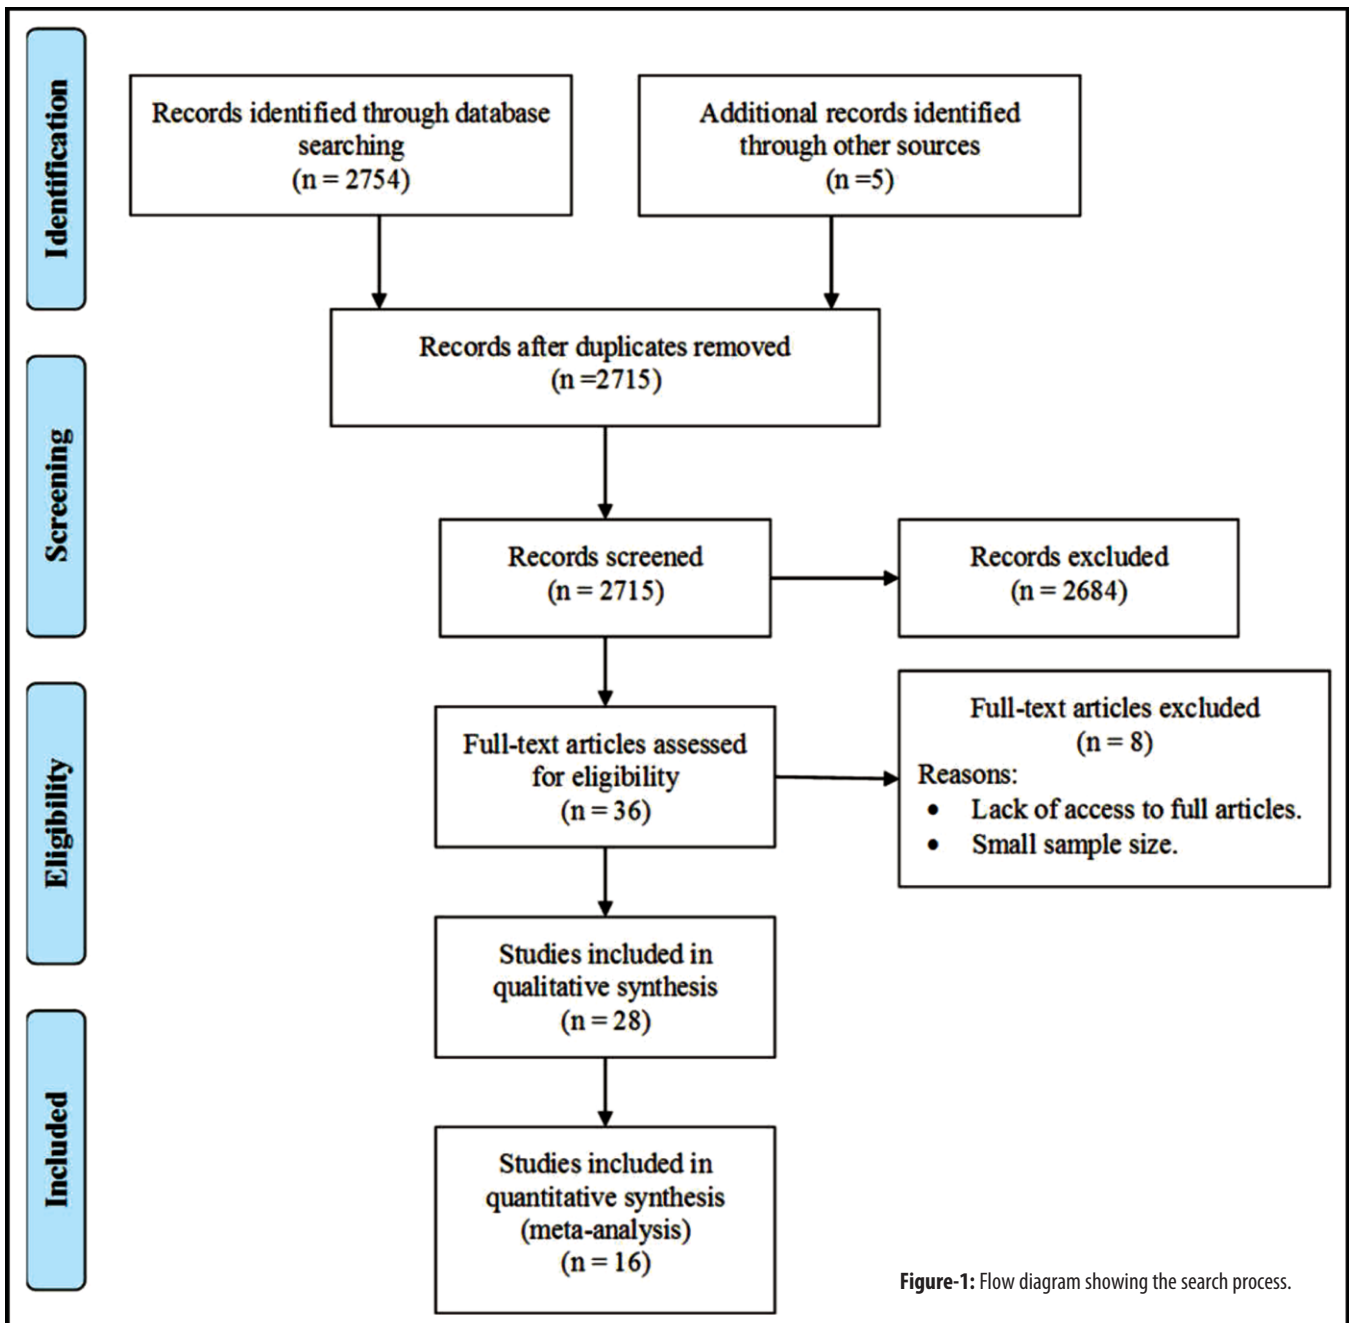 Identification
Records identified through database
searching
(n = 2754)
Additional records identified
through other sources
(n =5)
Records after duplicates removed
(n =2715)
Screening
Records screened
(n = 2715)
Records excluded
(n = 2684)
Eligibility
Full-text articles assessed
for eligibility
(n = 36)
Full-text articles excluded
(n = 8)
Reasons:
• Lack of access to full articles.
• Small sample size.
Studies included in
qualitative synthesis
(n = 28)
Included
Studies included in
quantitative synthesis
(meta-analysis)
(n = 16)
Figure-1: Flow diagram showing the search process.